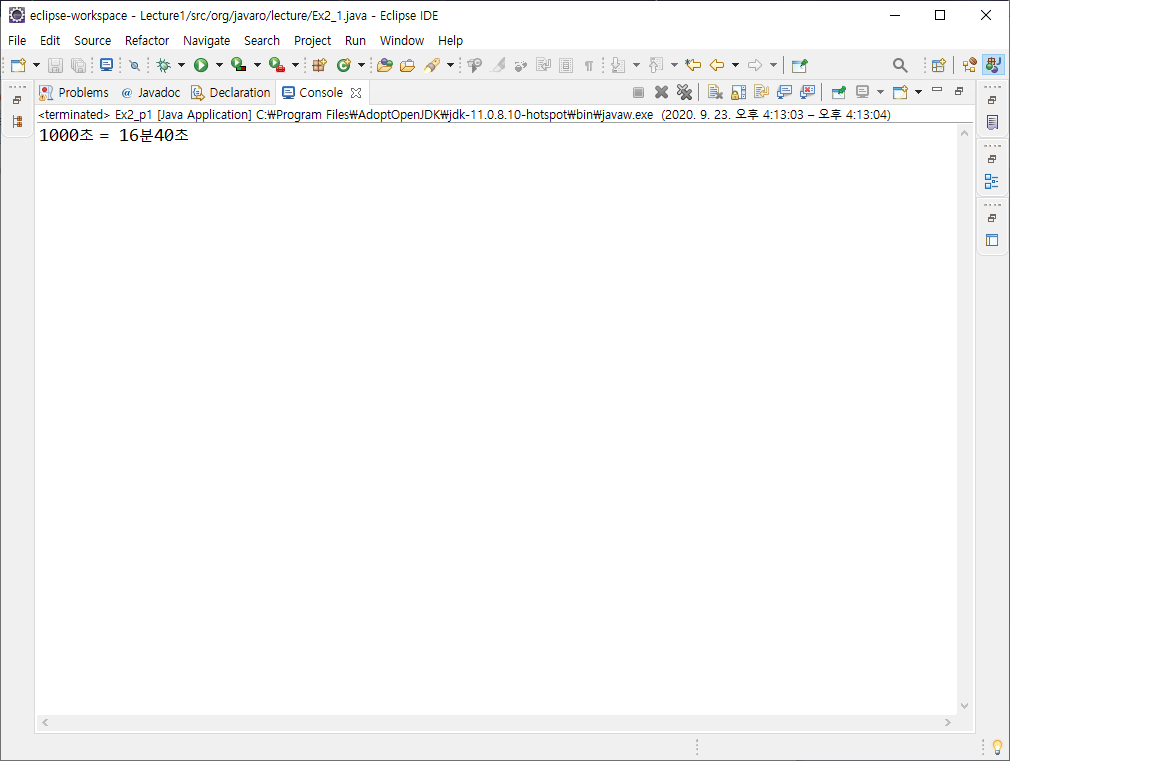 eclipse-workspace - Lecture1/src/org/javaro/lecture/Ex2_1.java - Eclipse IDE
File Edit Source Refactor Navigate Search Project Run Window Help
Problems @ Javadoc Declaration Console
<terminated> Ex2_p1 [Java Application] C:₩Program Files₩AdoptOpenJDK₩jdk-11.0.8.10-hotspot₩bin₩javaw.exe (2020. 9. 23. 오후 4:13:03 – 오후 4:13:04)
1000초 = 16분40초